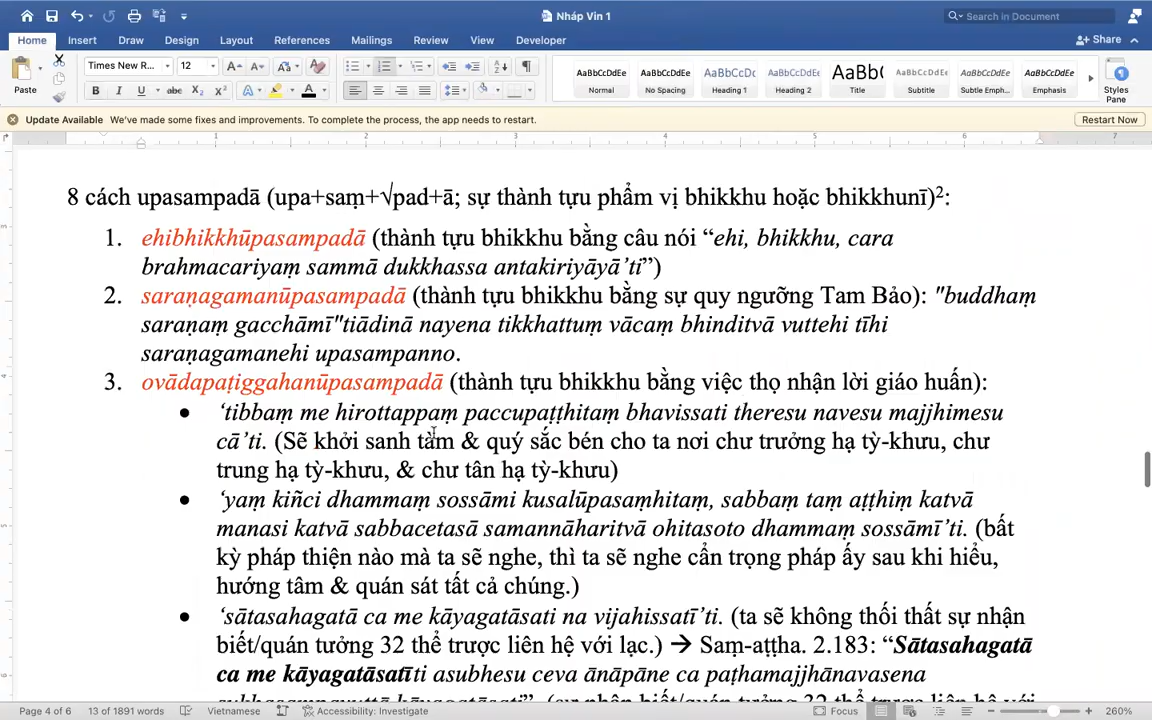 Nháp Vin 1
Search in Document
Home Insert Draw Design Layout References Mailings Review View Developer
Share
Paste
Times New R... 12
AaBbCcDdEe AaBbCcDdEe AaBbCcDc AaBbCcDdEe AaBb( AaBbCcDdEe AaBbCcDdEe AaBbCcDdEe
Normal No Spacing Heading 1 Heading 2 Title Subtitle Subtle Emph... Emphasis
Styles Pane
Update Available We've made some fixes and improvements. To complete the process, the app needs to restart. Restart Now
1 2 3 4 5 6 7
8 cách upasampadā (upa+saṃ+√pad+ā; sự thành tựu phẩm vị bhikkhu hoặc bhikkhunī)²:
1. ehibhikkhūpasampadā (thành tựu bhikkhu bằng câu nói “ehi, bhikkhu, cara
brahmacariyaṃ sammā dukkhassa antakiriyāyā’ti”)
2. saraṇagamanūpasampadā (thành tựu bhikkhu bằng sự quy ngưỡng Tam Bảo): "buddhaṃ
saraṇaṃ gacchāmī"tiādinā nayena tikkhattuṃ vācaṃ bhinditvā vuttehi tīhi
saraṇagamanehi upasampanno.
3. ovādapaṭiggahanūpasampadā (thành tựu bhikkhu bằng việc thọ nhận lời giáo huấn):
• ‘tibbaṃ me hirottappaṃ paccupaṭṭhitaṃ bhavissati theresu navesu majjhimesu
cā’ti. (Sẽ khởi sanh tàm & quý sắc bén cho ta nơi chư trưởng hạ tỳ-khưu, chư
trung hạ tỳ-khưu, & chư tân hạ tỳ-khưu)
• ‘yaṃ kiñci dhammaṃ sossāmi kusalūpasaṃhitaṃ, sabbaṃ taṃ aṭṭhiṃ katvā
manasi katvā sabbacetasā samannāharitvā ohitasoto dhammaṃ sossāmī’ti. (bất
kỳ pháp thiện nào mà ta sẽ nghe, thì ta sẽ nghe cẩn trọng pháp ấy sau khi hiểu,
hướng tâm & quán sát tất cả chúng.)
• ‘sātasahagatā ca me kāyagatāsati na vijahissatī’ti. (ta sẽ không thối thất sự nhận
biết/quán tưởng 32 thể trược liên hệ với lạc.) → Saṃ-aṭṭha. 2.183: “Sātasahagatā
ca me kāyagatāsatīti asubhesu ceva ānāpāne ca paṭhamajjhānavasena
Page 4 of 6 13 of 1891 words Vietnamese Accessibility: Investigate Focus 260%